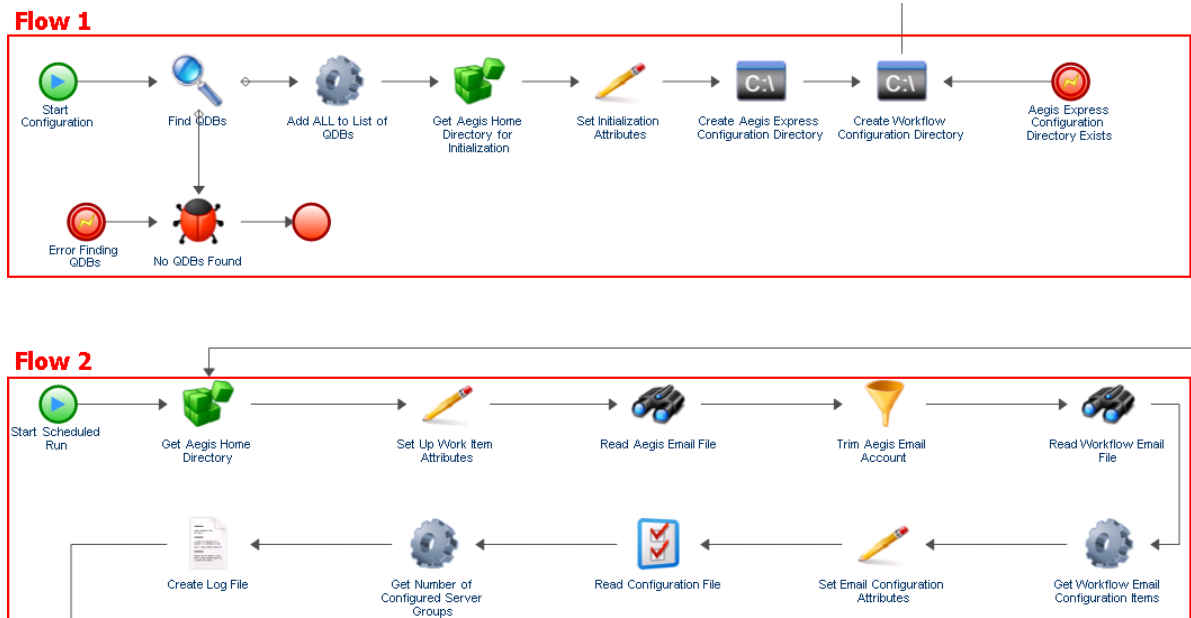 Flow 1
Start
Configuration
Find QDBs
Add ALL to List of
QDBs
Get Aegis Home
Directory for
Initialization
Set Initialization
Attributes
C:\
Create Aegis Express
Configuration Directory
C:\
Create Workflow
Configuration Directory
Aegis Express
Configuration
Directory Exists
Error Finding
QDBs
No QDBs Found
Flow 2
Start Scheduled
Run
Get Aegis Home
Directory
Set Up Work Item
Attributes
Read Aegis Email File
Trim Aegis Email
Account
Read Workflow Email
File
Create Log File
Get Number of
Configured Server
Groups
Read Configuration File
Set Email Configuration
Attributes
Get Workflow Email
Configuration Items